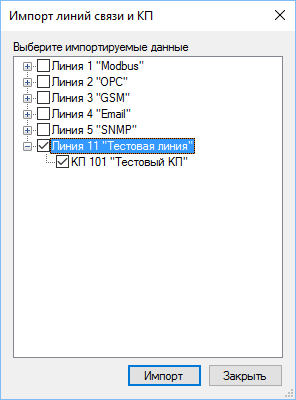 Импорт линий связи и КП
Выберите импортируемые данные
Линия 1 "Modbus"
Линия 2 "OPC"
Линия 3 "GSM"
Линия 4 "Email"
Линия 5 "SNMP"
Линия 11 "Тестовая линия"
КП 101 "Тестовый КП"
Импорт
Закрыть